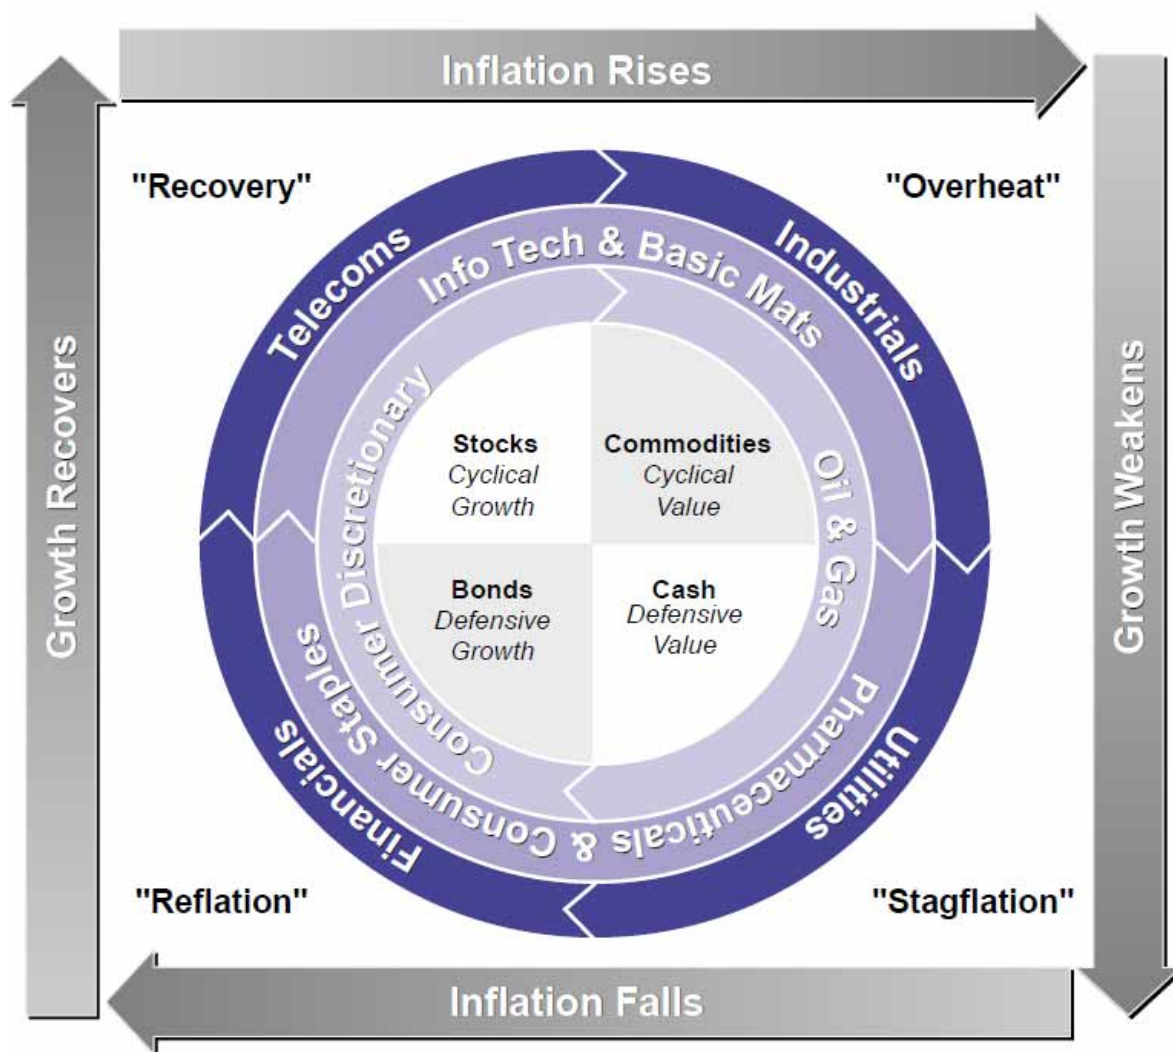 Inflation Rises
"Recovery"
"Overheat"
Telecoms
Info Tech & Basic Mats
Industrials
Growth Recovers
Growth Weakens
Consumer Discretionary
Oil & Gas
Stocks
Cyclical
Growth
Commodities
Cyclical
Value
Bonds
Defensive
Growth
Cash
Defensive
Value
Financials
Pharmaceuticals & Consumer Staples
Utilities
"Reflation"
"Stagflation"
Inflation Falls